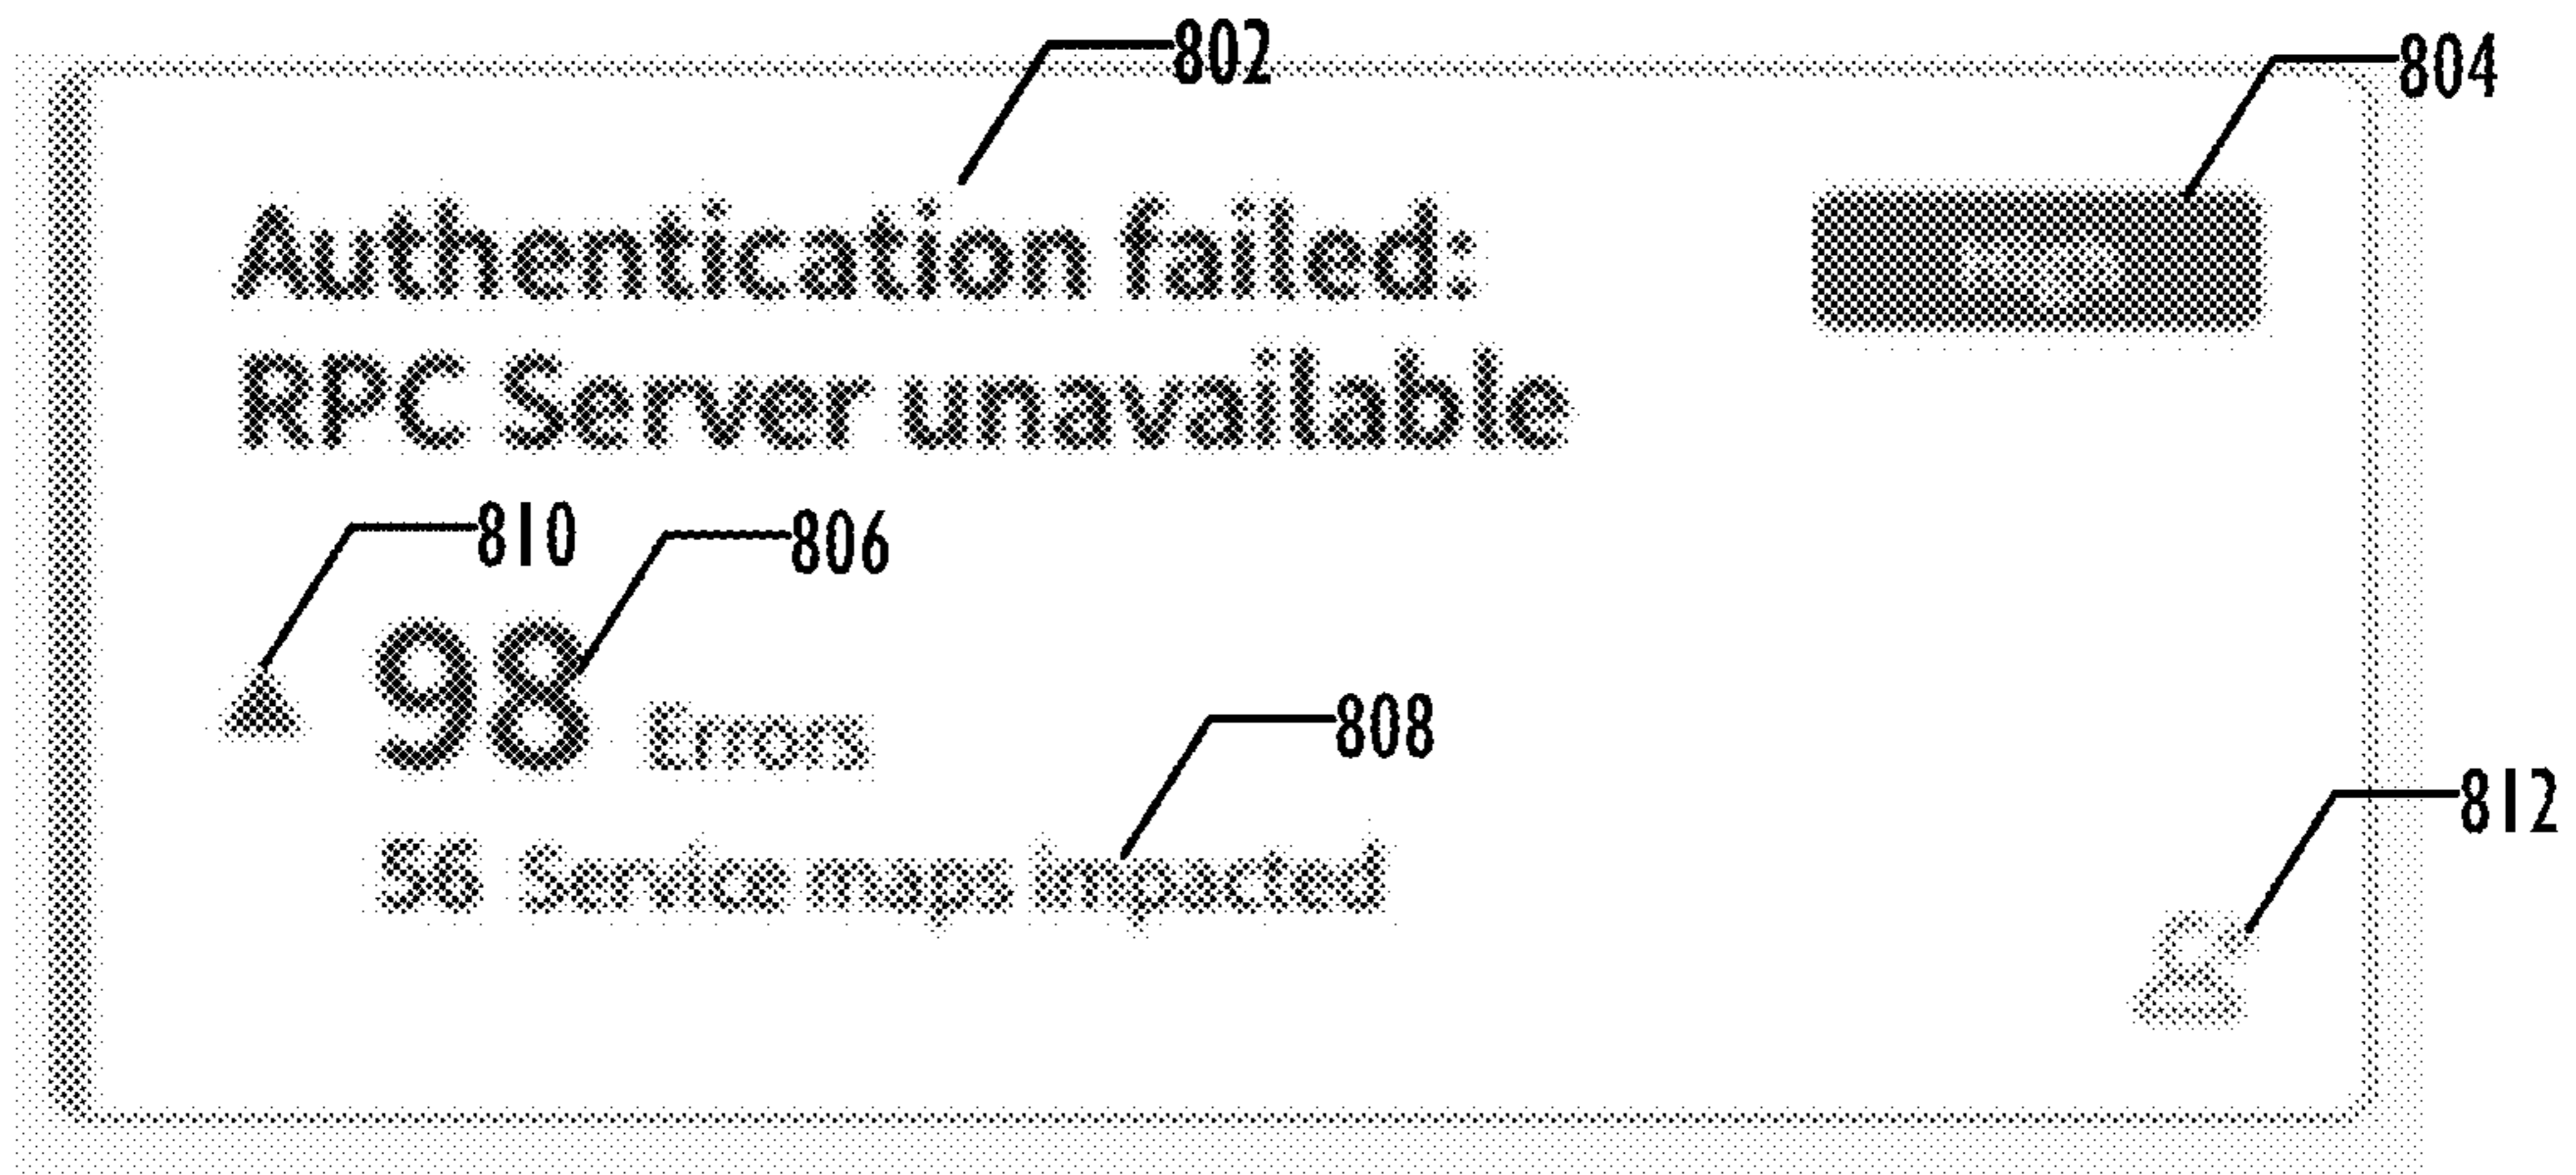 802
804
Authentication failed:
RPC Server unavailable
810
806
98 Errors
808
812
56 Service maps impacted